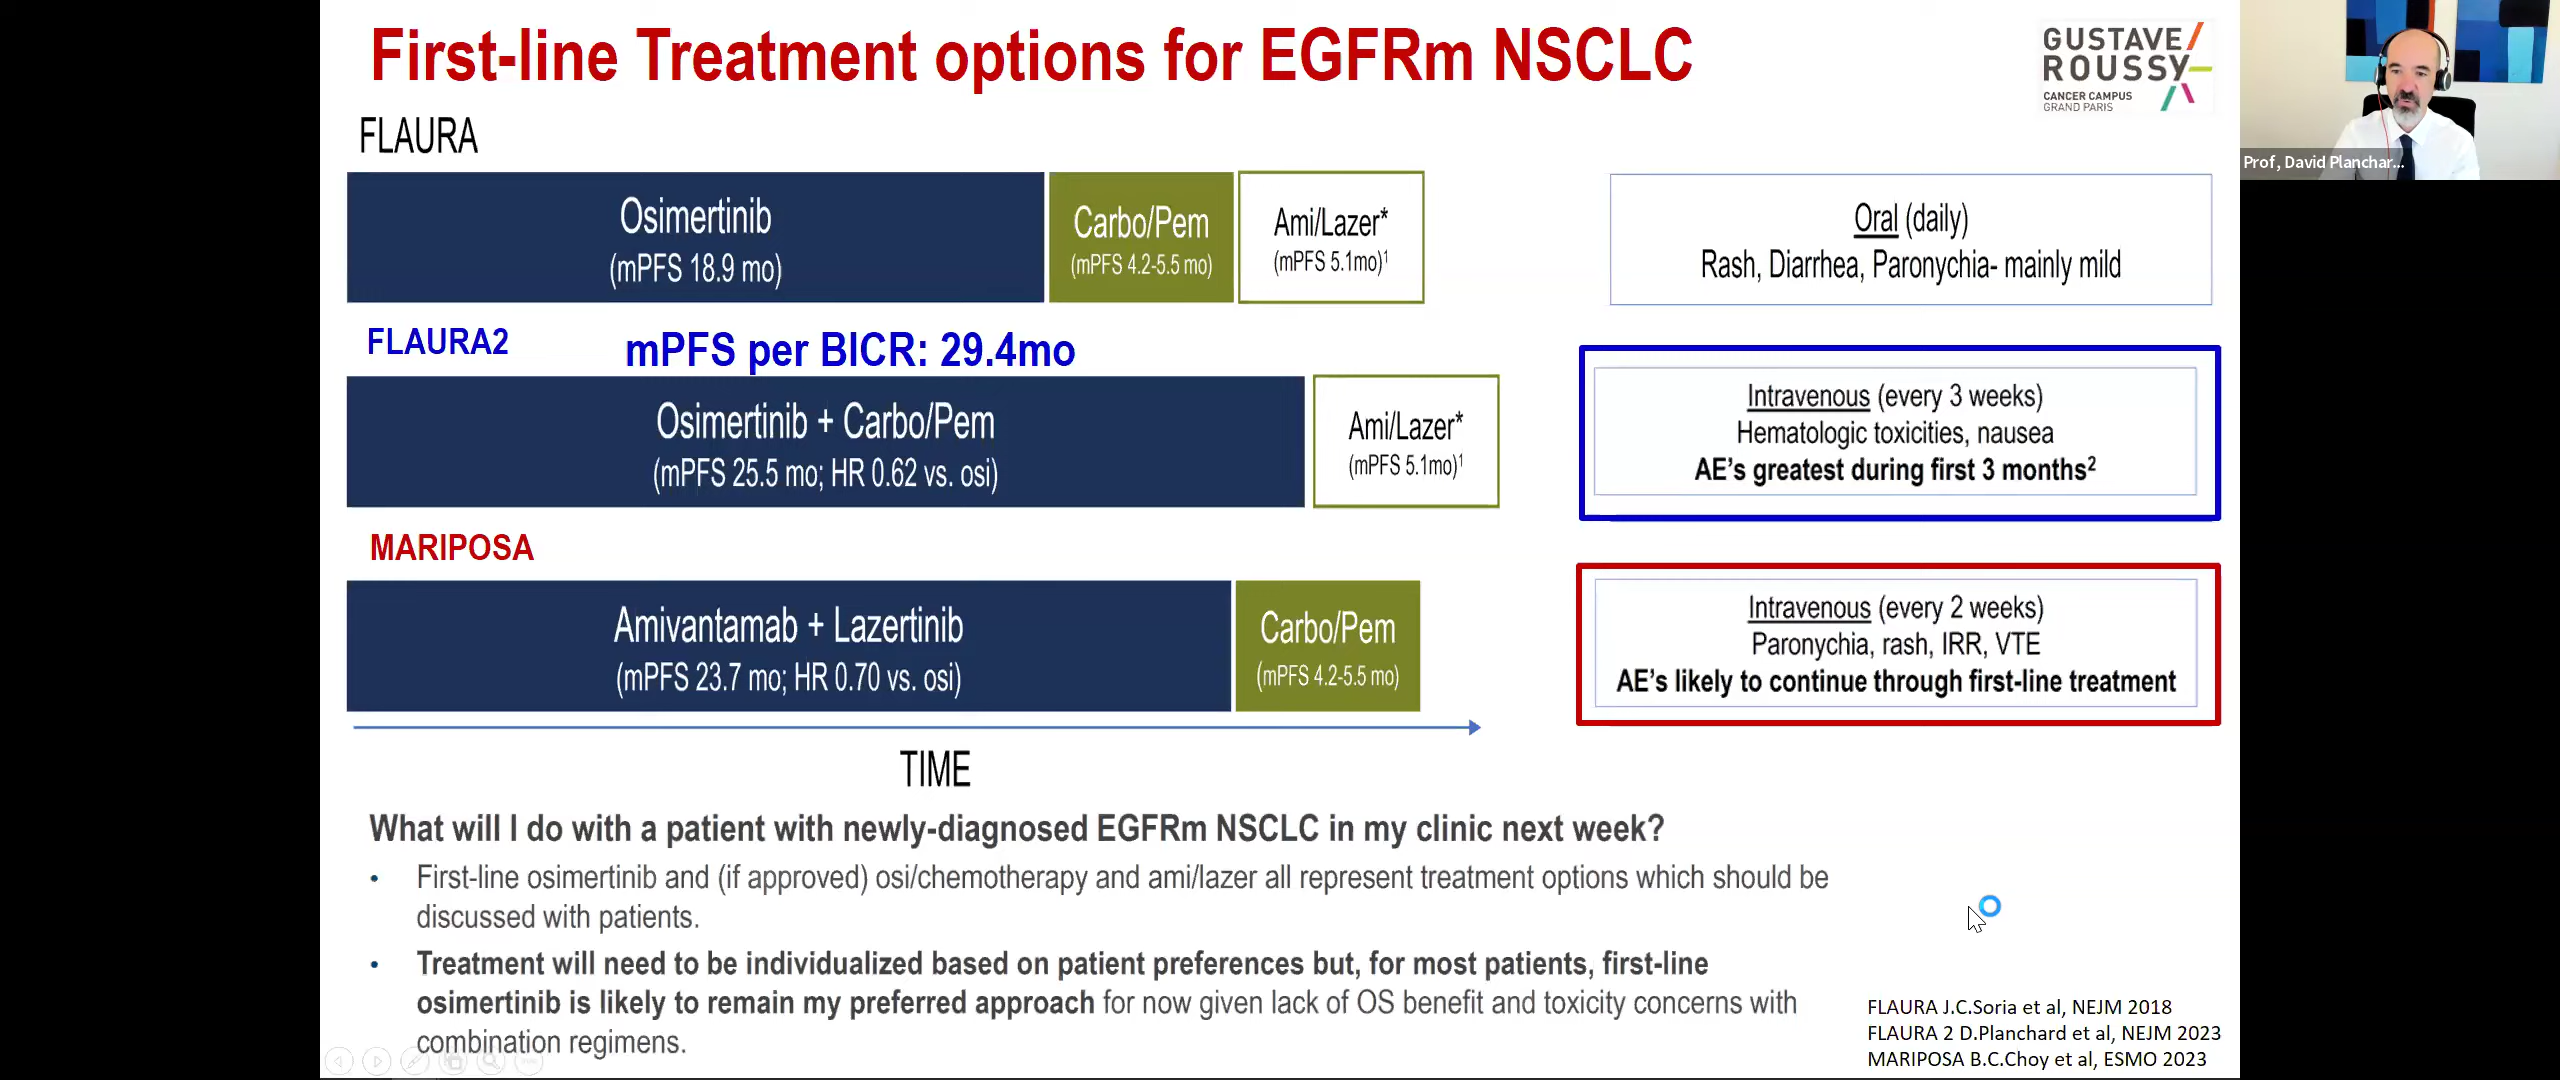 First-line Treatment options for EGFRm NSCLC
GUSTAVE/
ROUSSY
CANCER CAMPUS
GRAND PARIS
Prof, David Planchar...
FLAURA
Osimertinib
(mPFS 18.9 mo)
Carbo/Pem
(mPFS 4.2-5.5 mo)
Ami/Lazer*
(mPFS 5.1mo)¹
Oral (daily)
Rash, Diarrhea, Paronychia- mainly mild
FLAURA2
mPFS per BICR: 29.4mo
Osimertinib + Carbo/Pem
(mPFS 25.5 mo; HR 0.62 vs. osi)
Ami/Lazer*
(mPFS 5.1mo)¹
Intravenous (every 3 weeks)
Hematologic toxicities, nausea
AE's greatest during first 3 months²
MARIPOSA
Amivantamab + Lazertinib
(mPFS 23.7 mo; HR 0.70 vs. osi)
Carbo/Pem
(mPFS 4.2-5.5 mo)
Intravenous (every 2 weeks)
Paronychia, rash, IRR, VTE
AE's likely to continue through first-line treatment
TIME
What will I do with a patient with newly-diagnosed EGFRm NSCLC in my clinic next week?
• First-line osimertinib and (if approved) osi/chemotherapy and ami/lazer all represent treatment options which should be
discussed with patients.
• Treatment will need to be individualized based on patient preferences but, for most patients, first-line
osimertinib is likely to remain my preferred approach for now given lack of OS benefit and toxicity concerns with
combination regimens.
FLAURA J.C.Soria et al, NEJM 2018
FLAURA 2 D.Planchard et al, NEJM 2023
MARIPOSA B.C.Choy et al, ESMO 2023